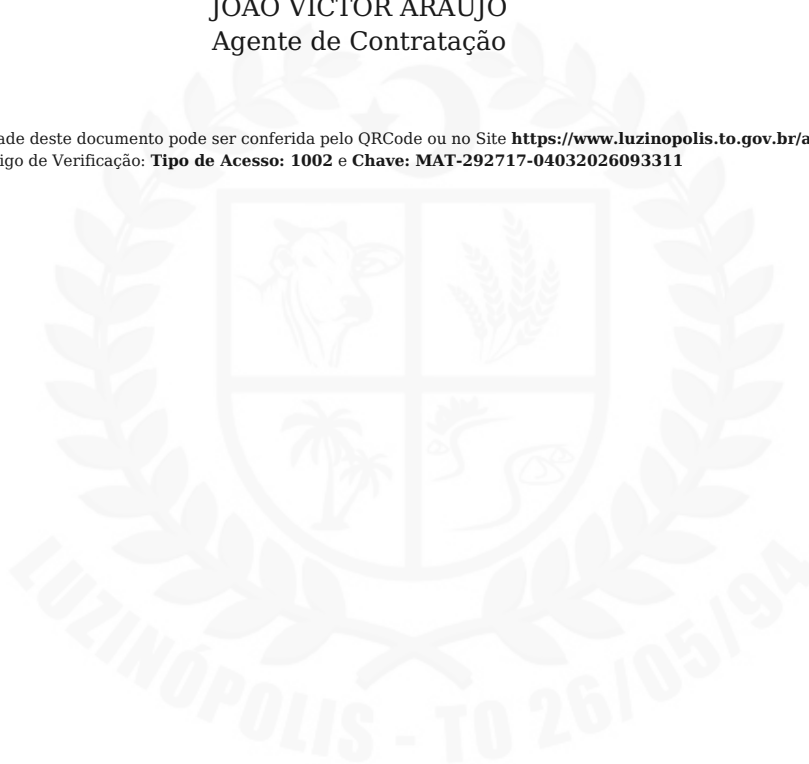 JOÃO VICTOR ARAUJO
Agente de Contratação
ade deste documento pode ser conferida pelo QRCode ou no Site https://www.luzinopolis.to.gov.br/a
igo de Verificação: Tipo de Acesso: 1002 e Chave: MAT-292717-04032026093311
LUZINÓPOLIS - TO 26/05/94